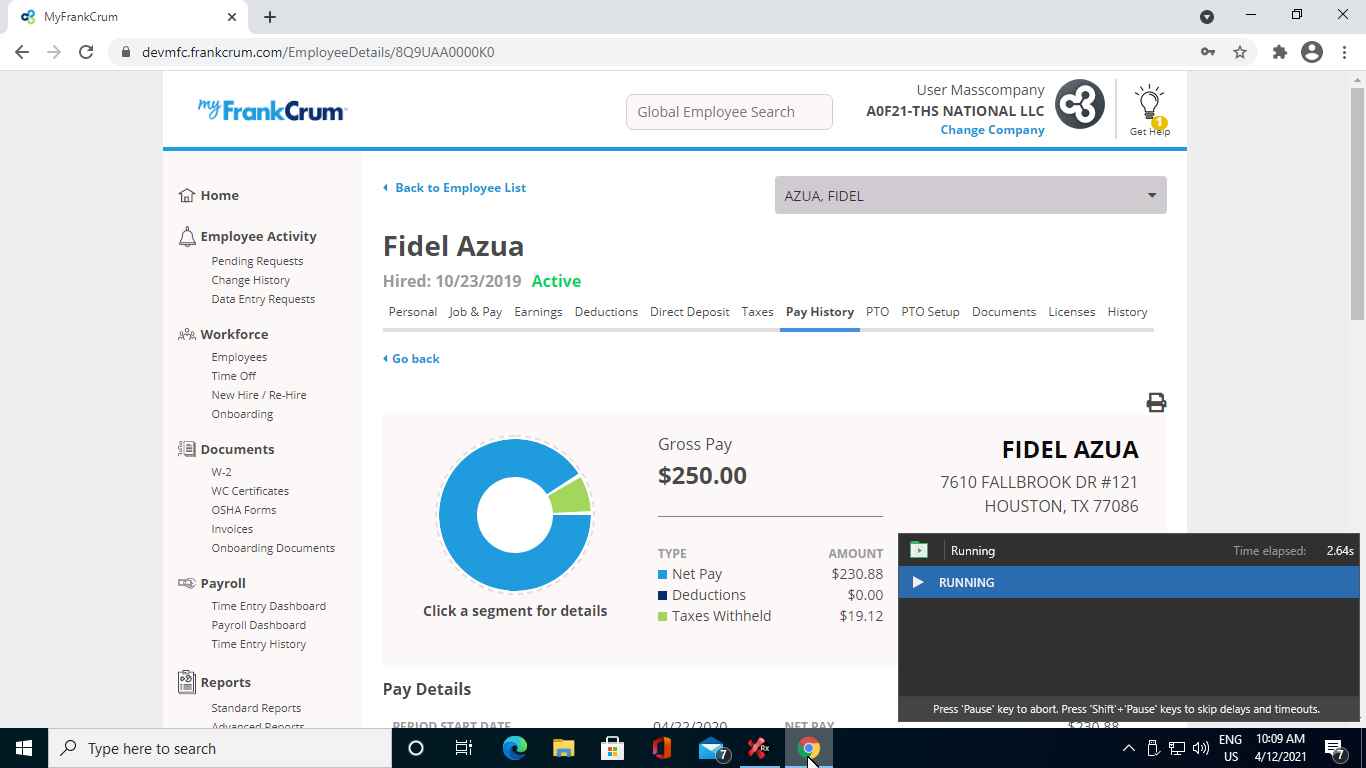 MyFrankCrum
devmfc.frankcrum.com/EmployeeDetails/8Q9UAA0000K0
myFrankCrum
Global Employee Search
User Masscompany
A0F21-THS NATIONAL LLC
Change Company
1
Get Help
Home
Employee Activity
Pending Requests
Change History
Data Entry Requests
Workforce
Employees
Time Off
New Hire / Re-Hire
Onboarding
Documents
W-2
WC Certificates
OSHA Forms
Invoices
Onboarding Documents
Payroll
Time Entry Dashboard
Payroll Dashboard
Time Entry History
Reports
Standard Reports
Advanced Reports
Back to Employee List
AZUA, FIDEL
Fidel Azua
Hired: 10/23/2019 Active
Personal Job & Pay Earnings Deductions Direct Deposit Taxes Pay History PTO PTO Setup Documents Licenses History
Go back
Click a segment for details
Gross Pay
$250.00
TYPE AMOUNT
Net Pay $230.88
Deductions $0.00
Taxes Withheld $19.12
FIDEL AZUA
7610 FALLBROOK DR #121
HOUSTON, TX 77086
Pay Details
PERIOD START DATE 04/22/2020 NET PAY $230.88
Running Time elapsed: 2.64s
RUNNING
Press 'Pause' key to abort. Press 'Shift'+'Pause' keys to skip delays and timeouts.
Type here to search
7
Rx
ENG
US
10:09 AM
4/12/2021
7